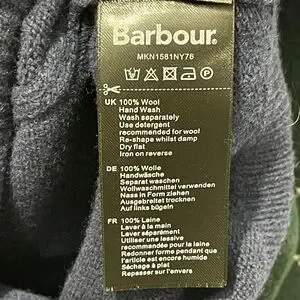 Barbour.
MKN1581NY76
UK 100% Wool
Hand Wash
Wash separately
Use detergent
recommended for wool
Re-shape whilst damp
Dry flat
Iron on reverse
DE 100% Wolle
Handwäsche
Separat waschen
Wollwaschmittel verwenden
Nass in Form ziehen
Ausgebreitet trocknen
Auf links bügeln
FR 100% Laine
Laver à la main
Laver séparément
Utiliser une lessive
recommandée pour la laine
Redonner forme pendant que
l'article est encore humide
Séchage à plat
Repasser sur l'envers